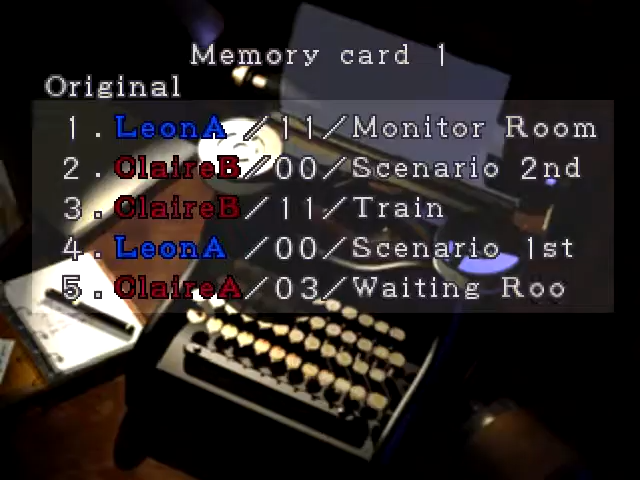 Memory card 1
Original
1.LeonA /11/Monitor Room
2.ClaireB/00/Scenario 2nd
3.ClaireB/11/Train
4.LeonA /00/Scenario 1st
5.ClaireA/03/Waiting Roo